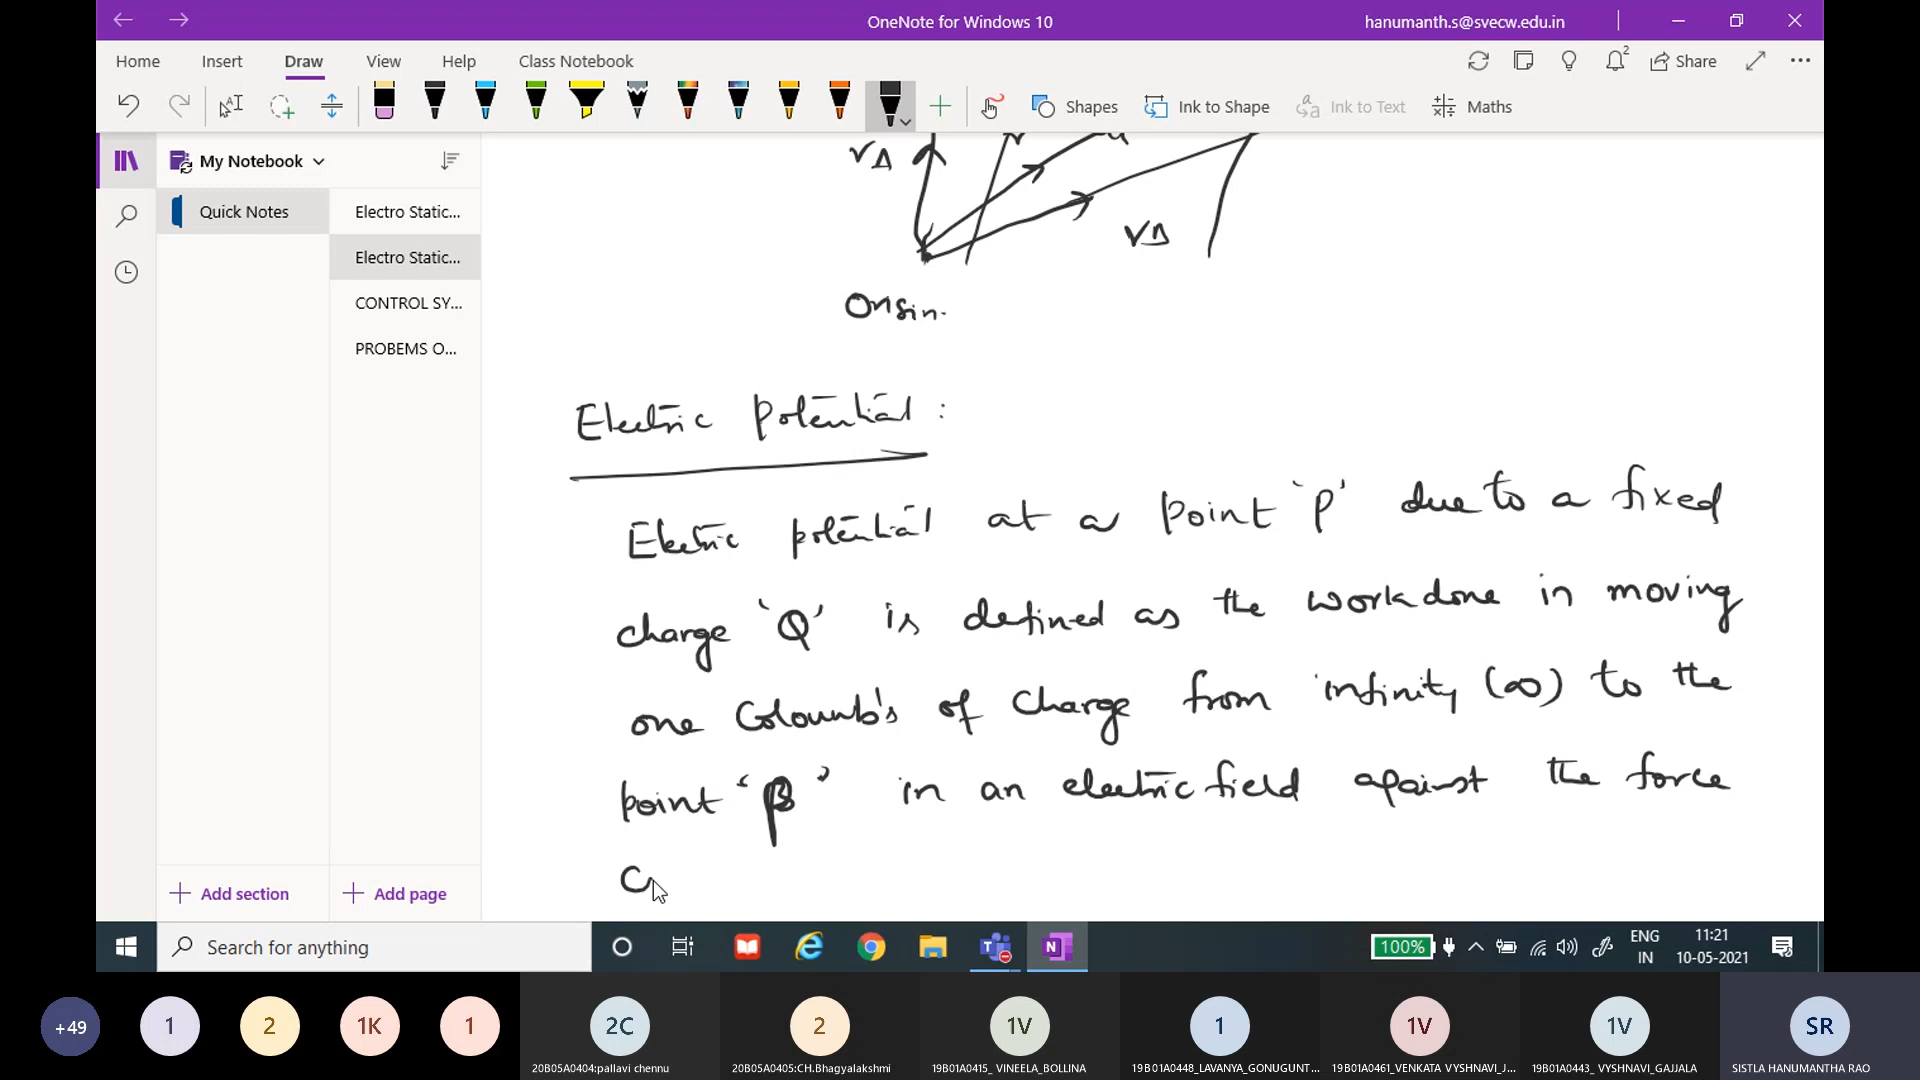 OneNote for Windows 10
hanumanth.s@svecw.edu.in
Home Insert Draw View Help Class Notebook
2
Share
Shapes Ink to Shape Ink to Text Maths
My Notebook
Quick Notes
Electro Static...
Electro Static...
CONTROL SY...
PROBEMS O...
Electric potential :
Electric potential at a point 'p' due to a fixed
charge 'Q' is defined as the workdone in moving
one Coloumb's of charge from infinity (∞) to the
point ' ' in an electric field against the force
Add section
Add page
Search for anything
100%
ENG
IN
11:21
10-05-2021
+49 1 2 1K 1 2C 2 1V 1 1V 1V SR
20B05A0404:pallavi chennu
20B05A0405:CH.Bhagyalakshmi
19B01A0415_ VINEELA_BOLLINA
19B01A0448_LAVANYA_GONUGUNT...
19B01A0461_VENKATA VYSHNAVI_J...
19B01A0443_ VYSHNAVI_GAJJALA
SISTLA HANUMANTHA RAO